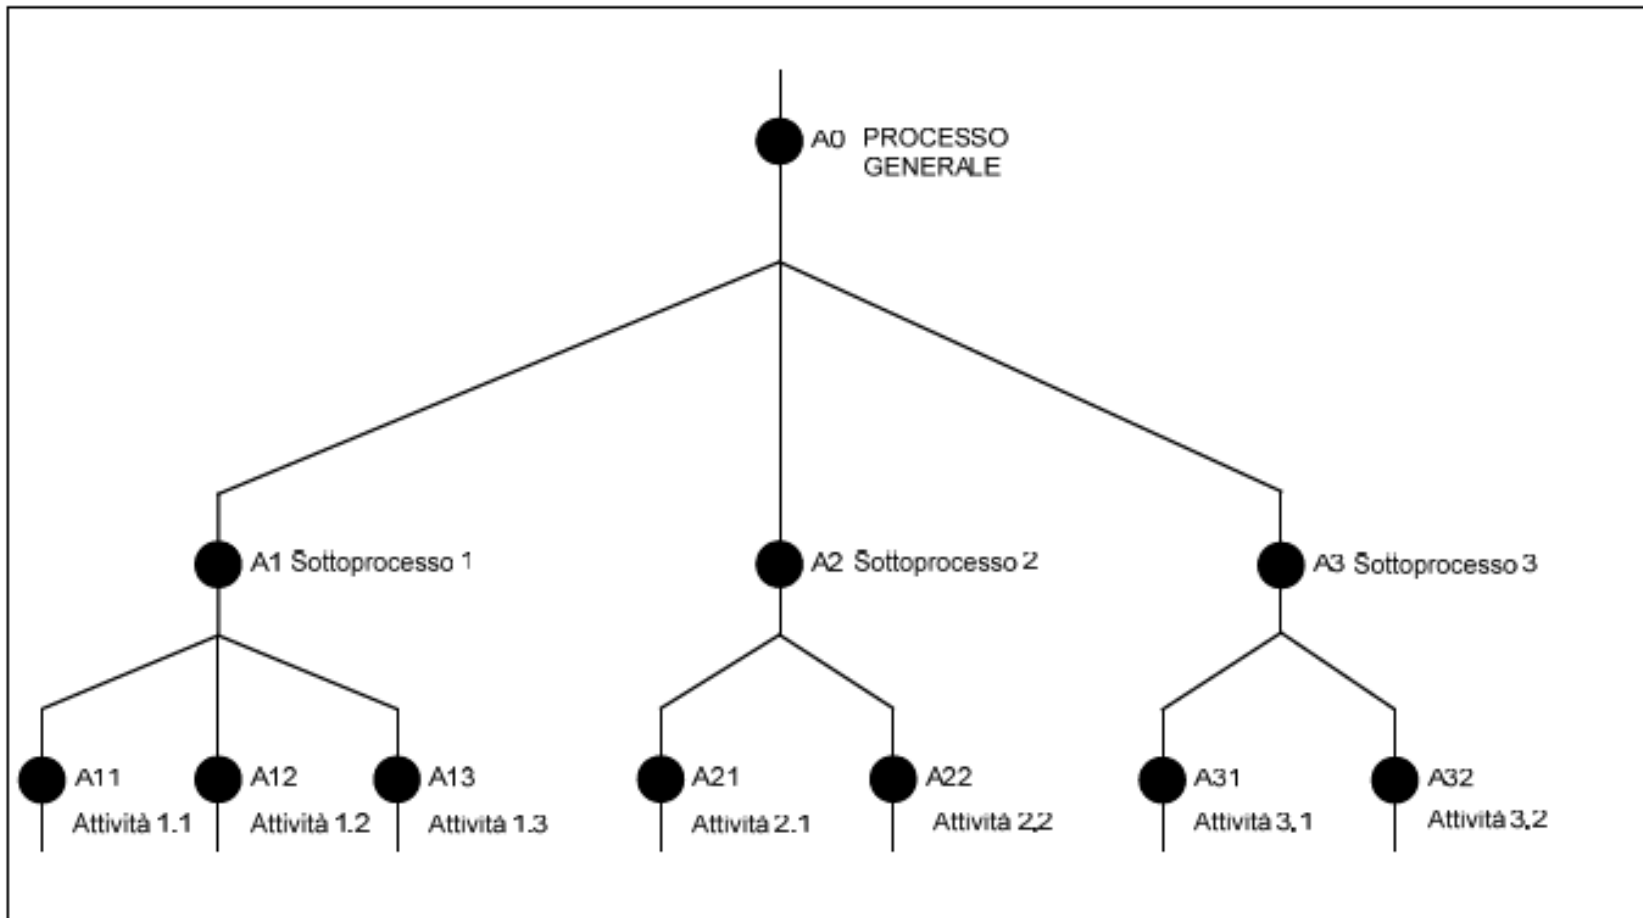 A0 PROCESSO
GENERALE
A1 Sottoprocesso 1
A2 Sottoprocesso 2
A3 Sottoprocesso 3
A11
A12
A13
A21
A22
A31
A32
Attività 1.1
Attività 1.2
Attività 1.3
Attività 2.1
Attività 2.2
Attività 3.1
Attività 3.2